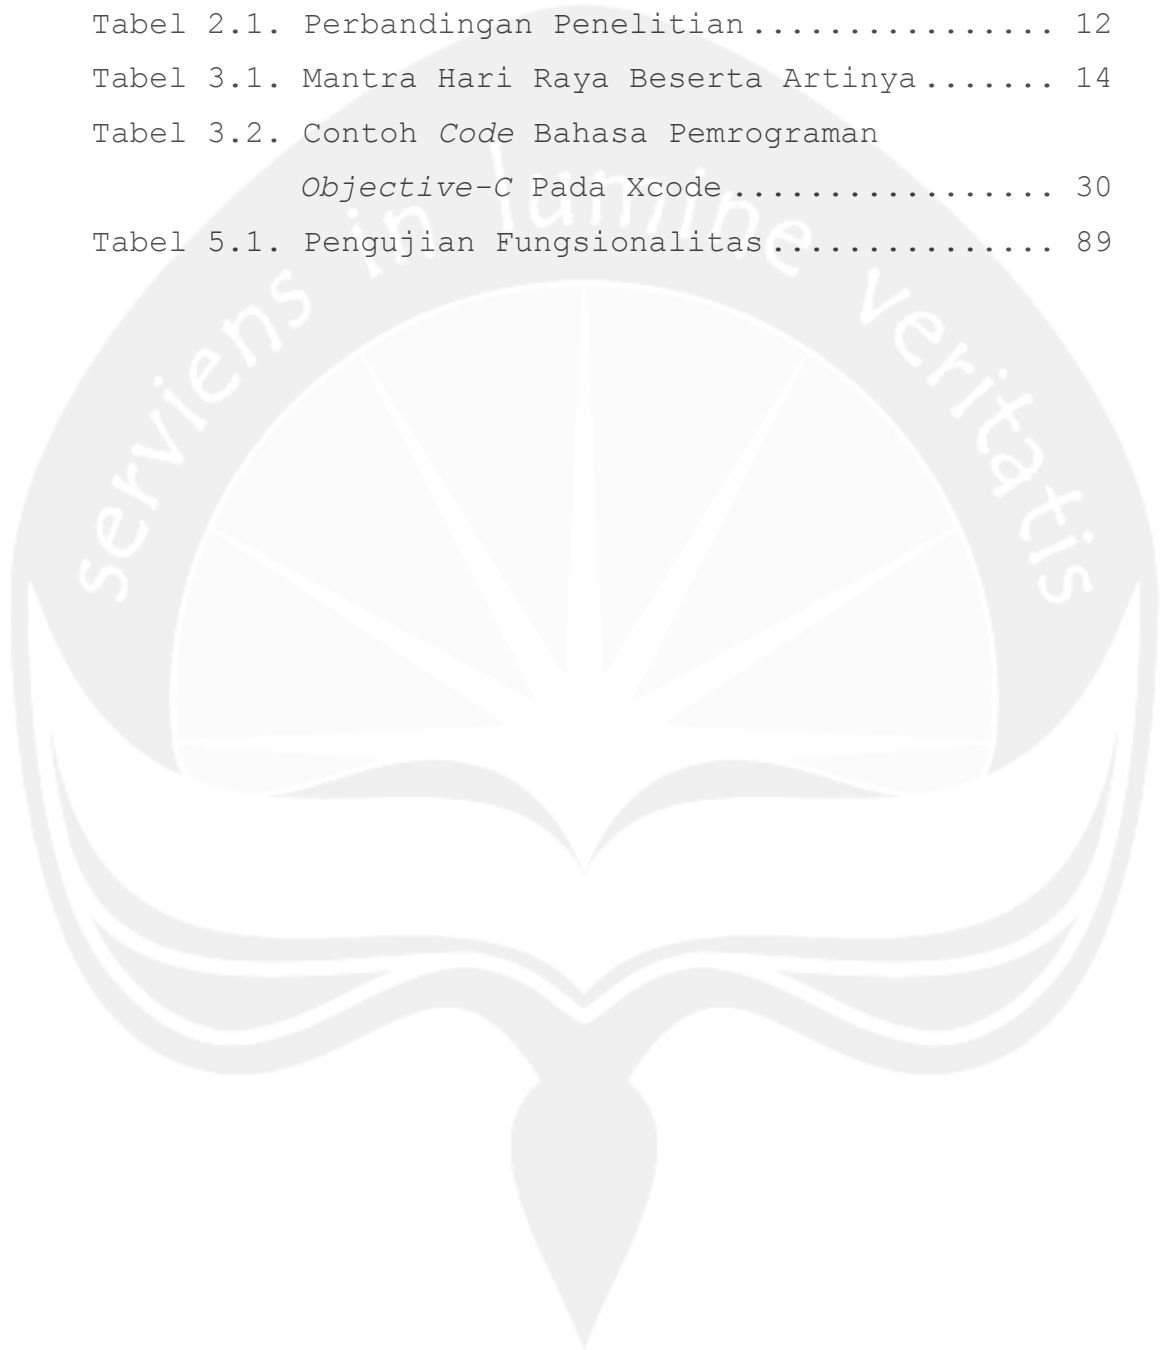 Tabel 2.1. Perbandingan Penelitian................ 12
Tabel 3.1. Mantra Hari Raya Beserta Artinya....... 14
Tabel 3.2. Contoh Code Bahasa Pemrograman
Objective-C Pada Xcode................. 30
Tabel 5.1. Pengujian Fungsionalitas............... 89
serviens in lumine veritatis